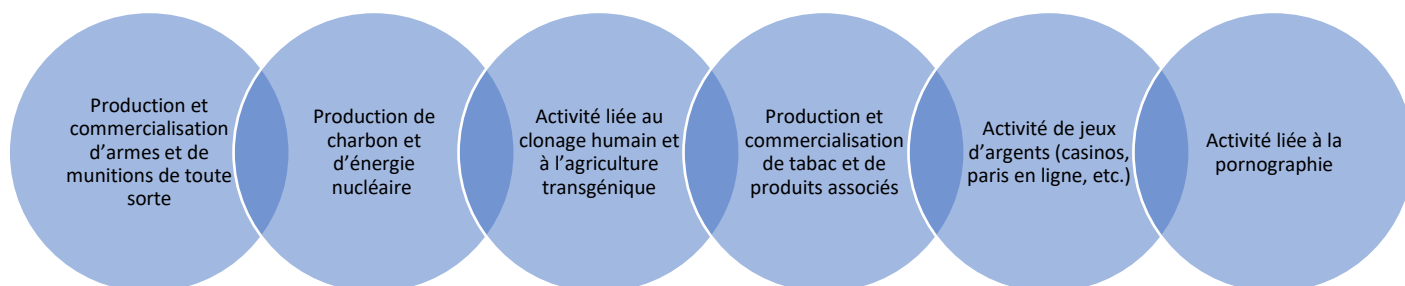 Production et
commercialisation
d’armes et de
munitions de toute
sorte
Production de
charbon et
d’énergie
nucléaire
Activité liée au
clonage humain et
à l’agriculture
transgénique
Production et
commercialisation
de tabac et de
produits associés
Activité de jeux
d’argents (casinos,
paris en ligne, etc.)
Activité liée à la
pornographie